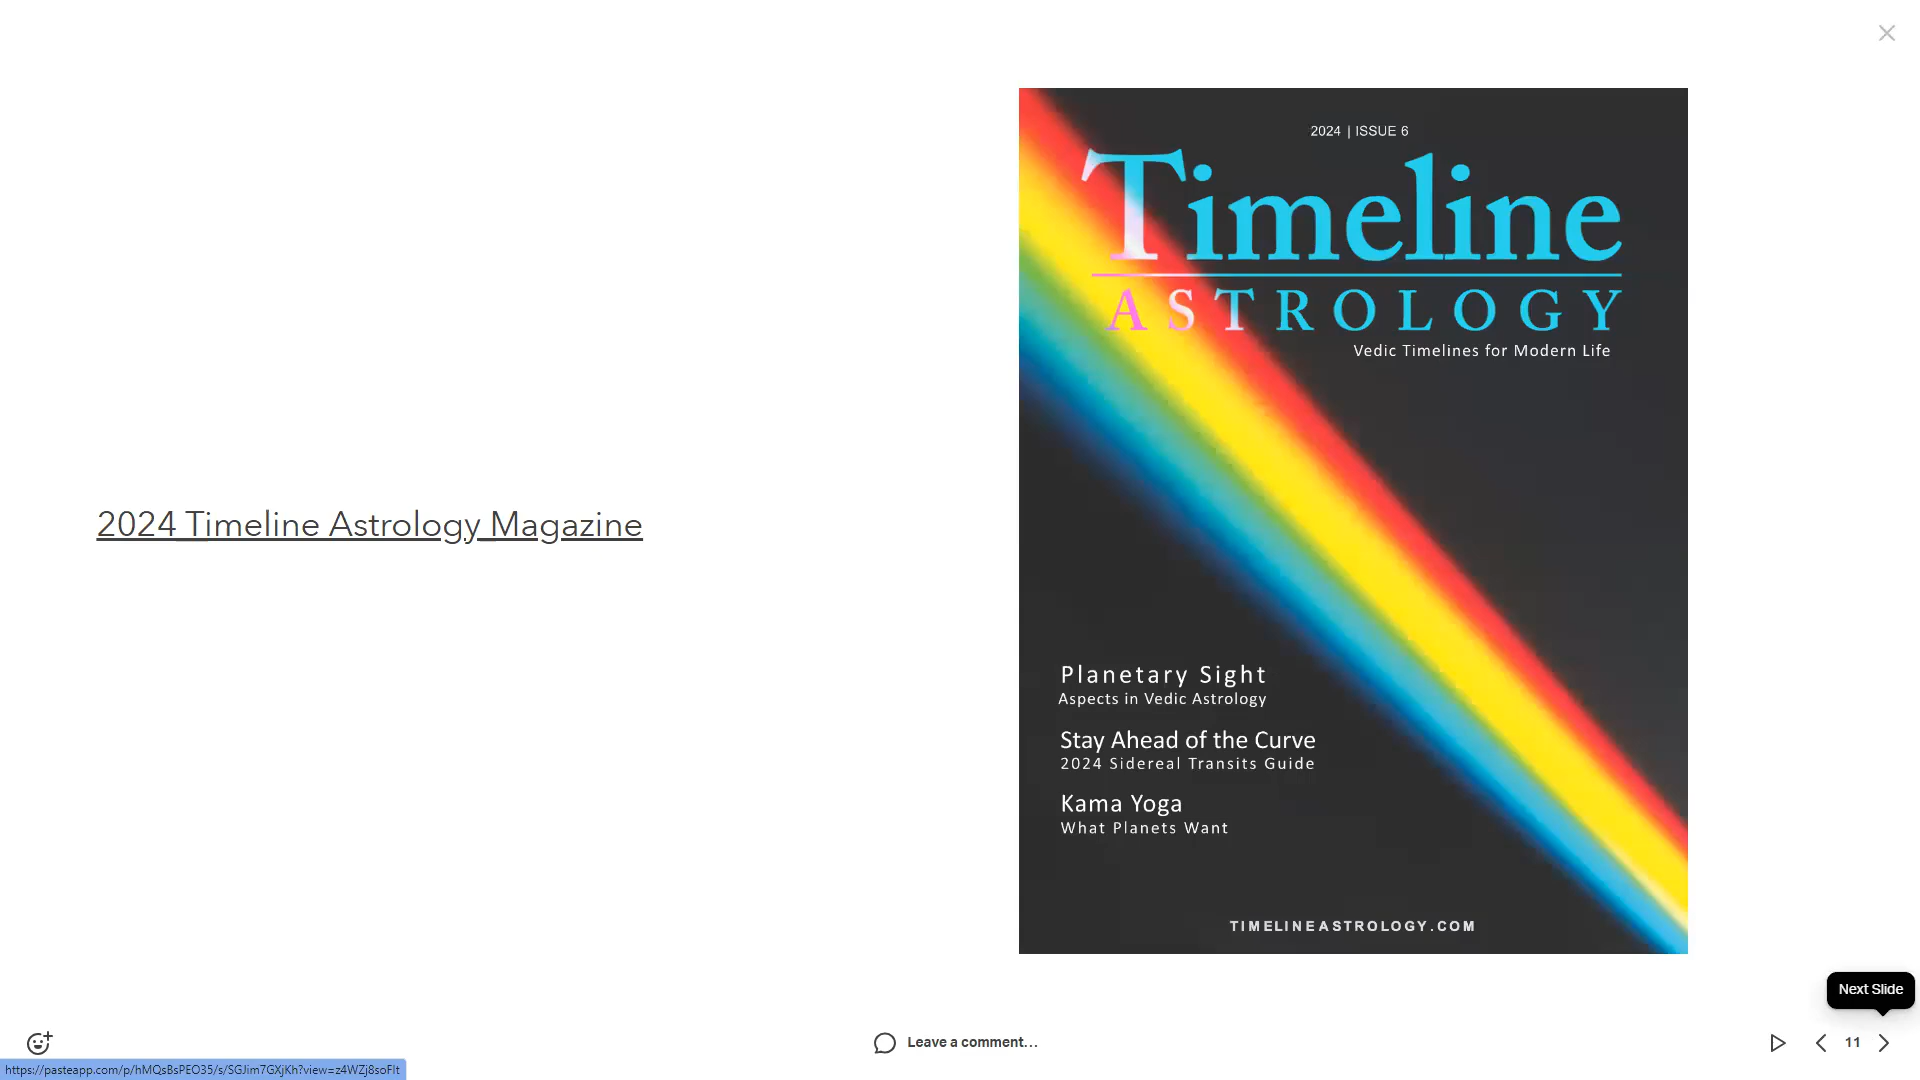 2024 Timeline Astrology Magazine
2024 | ISSUE 6
Timeline
ASTROLOGY
Vedic Timelines for Modern Life
Planetary Sight
Aspects in Vedic Astrology
Stay Ahead of the Curve
2024 Sidereal Transits Guide
Kama Yoga
What Planets Want
TIMELINEASTROLOGY.COM
Next Slide
Leave a comment...
11
https://pasteapp.com/p/hMQsBsPEO35/s/SGJim7GXjKh?view=z4WZj8soFIt